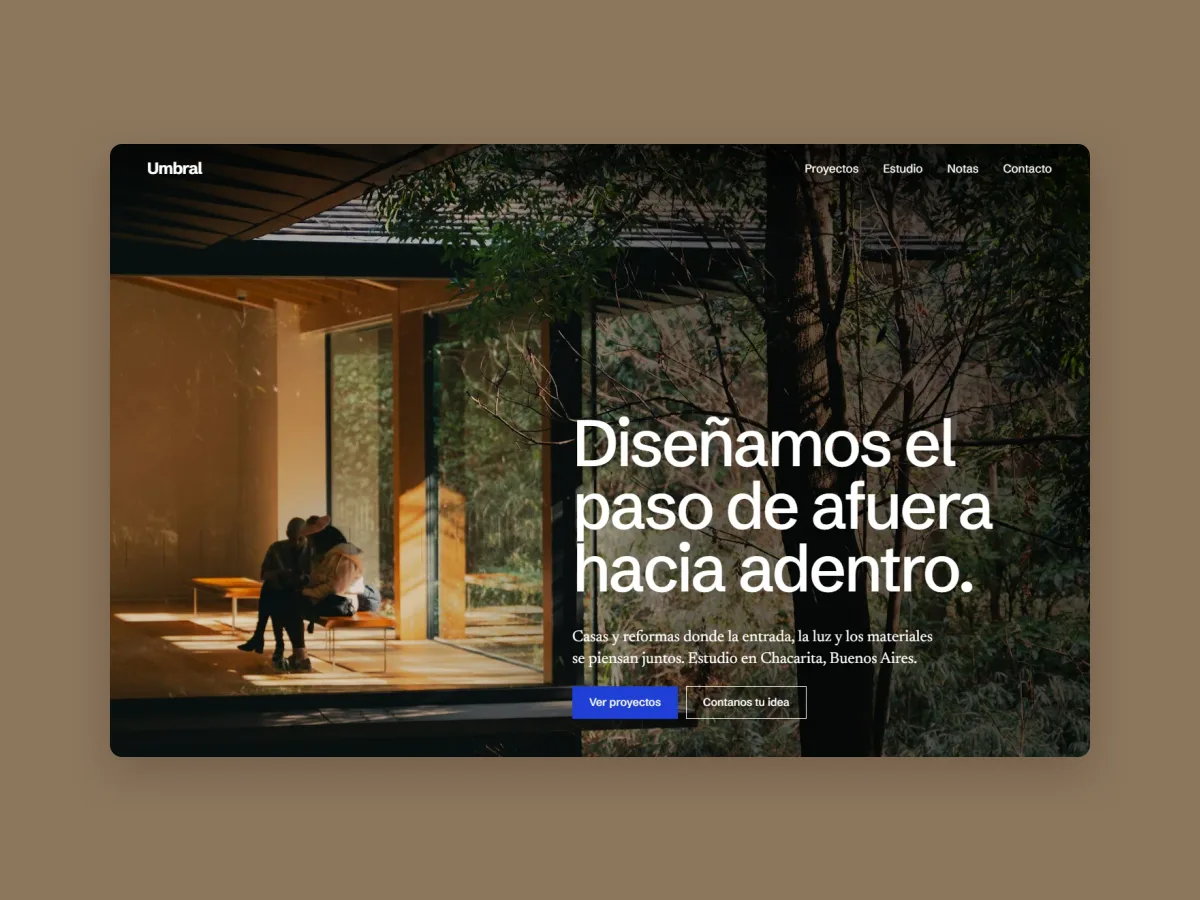 Umbral
Proyectos Estudio Notas Contacto
Diseñamos el
paso de afuera
hacia adentro.
Casas y reformas donde la entrada, la luz y los materiales
se piensan juntos. Estudio en Chacarita, Buenos Aires.
Ver proyectos Contanos tu idea